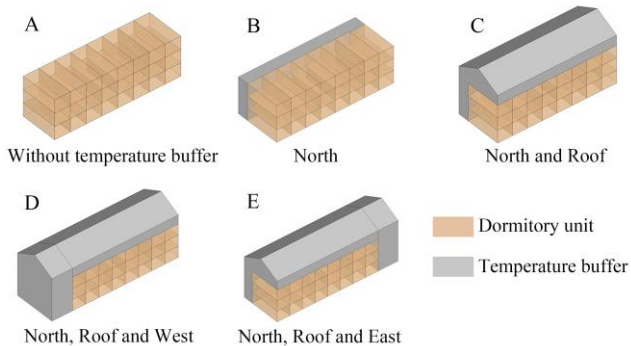 A
Without temperature buffer
B
North
C
North and Roof
D
North, Roof and West
E
North, Roof and East
Dormitory unit
Temperature buffer